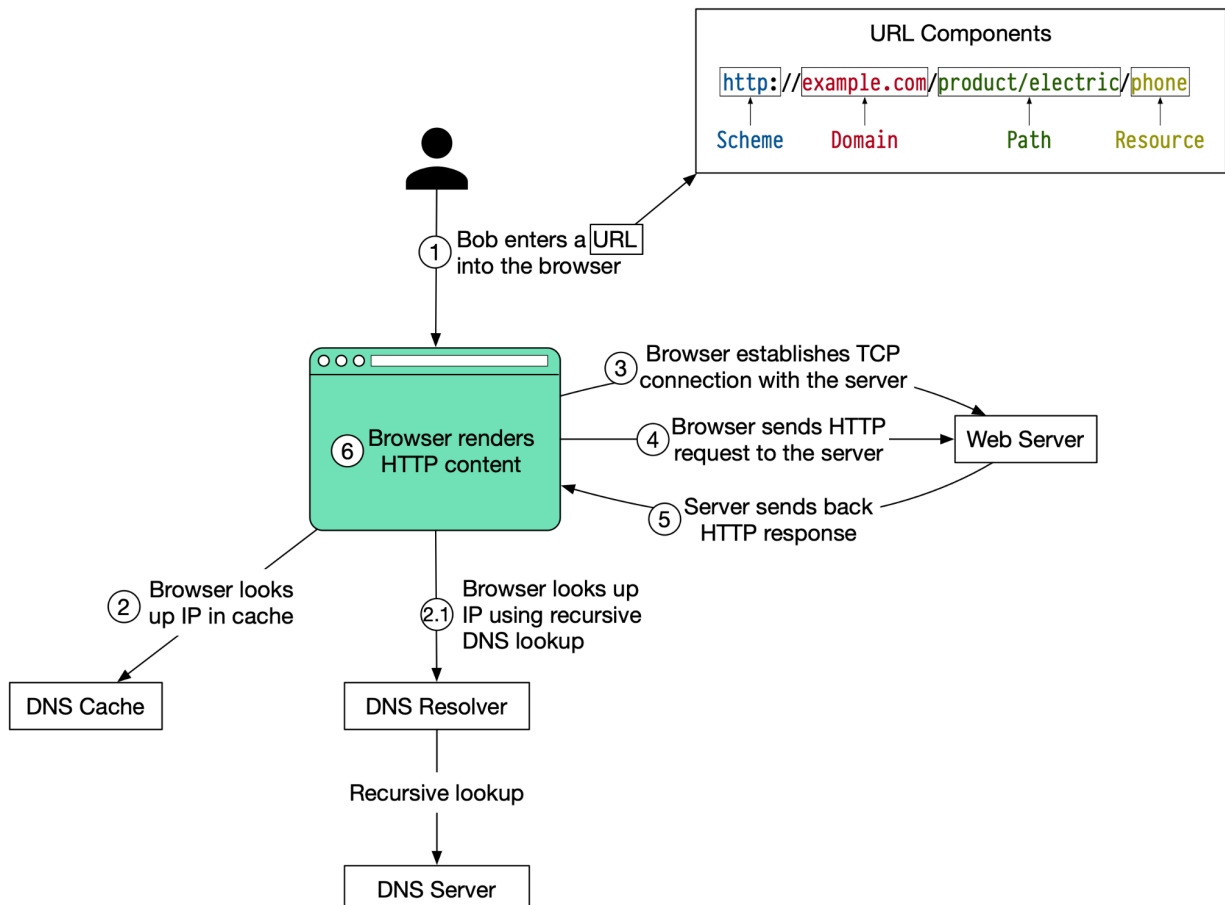 URL Components
http://example.com/product/electric/phone
Scheme Domain Path Resource
1 Bob enters a URL
into the browser
3 Browser establishes TCP
connection with the server
4 Browser sends HTTP
request to the server
Web Server
6 Browser renders
HTTP content
5 Server sends back
HTTP response
2 Browser looks
up IP in cache
2.1 Browser looks up
IP using recursive
DNS lookup
DNS Cache
DNS Resolver
Recursive lookup
DNS Server